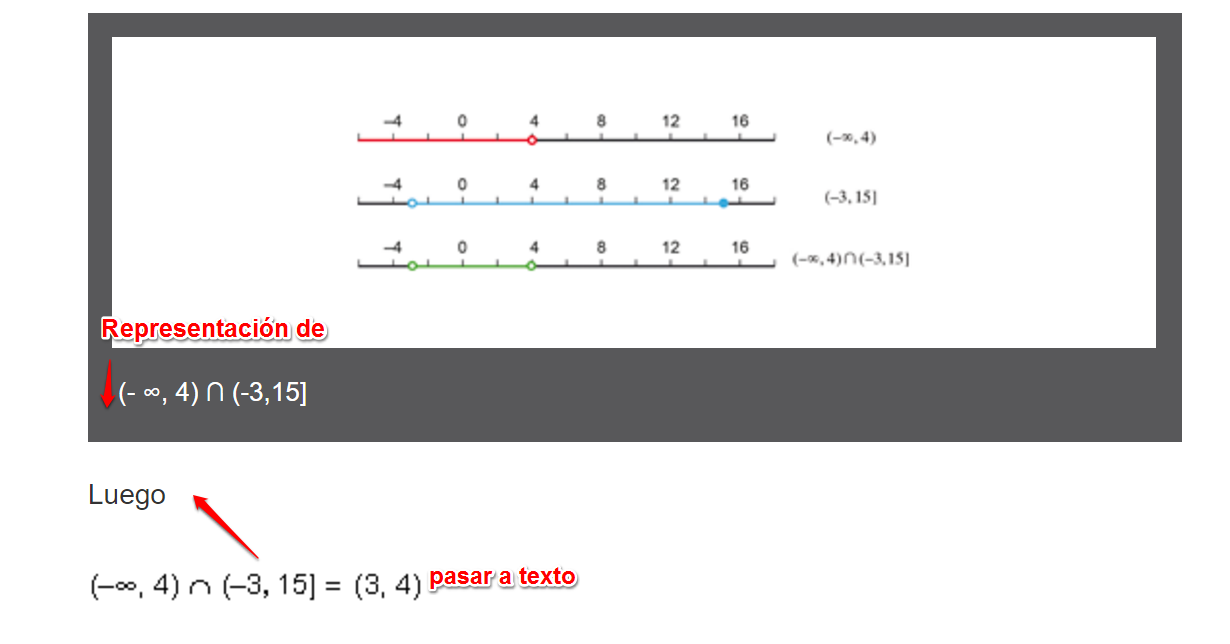 –4 0 4 8 12 16
(–∞, 4)
–4 0 4 8 12 16
(–3, 15]
–4 0 4 8 12 16
(–∞, 4)∩(–3, 15]
Representación de
(- ∞, 4) ∩ (-3,15]
Luego
(–∞, 4) ∩ (–3, 15] = (3, 4) pasar a texto